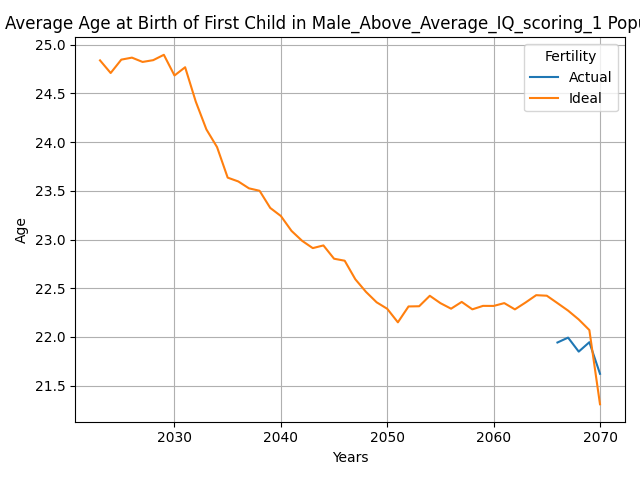 Average Age at Birth of First Child in Male_Above_Average_IQ_scoring_1
Fertility
Actual
Ideal
25.0
24.5
24.0
23.5
23.0
22.5
22.0
21.5
Age
2030
2040
2050
2060
2070
Years